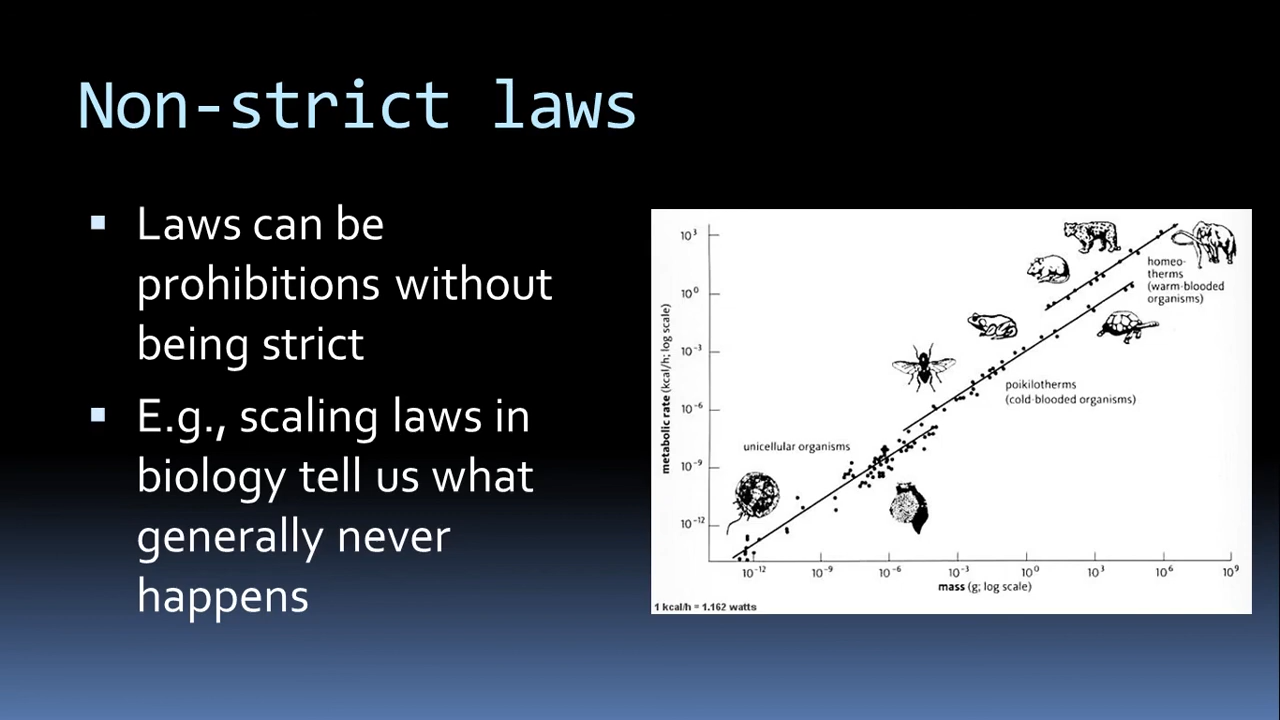 Non-strict laws
▪ Laws can be
prohibitions without
being strict
▪ E.g., scaling laws in
biology tell us what
generally never
happens
metabolic rate (kcal/h; log scale)
10³
10⁰
10⁻³
10⁻⁶
10⁻⁹
10⁻¹²
homeo-
therms
(warm-blooded
organisms)
poikilotherms
(cold-blooded organisms)
unicellular organisms
10⁻¹² 10⁻⁹ 10⁻⁶ 10⁻³ 10⁰ 10³ 10⁶ 10⁹
mass (g; log scale)
1 kcal/h = 1.162 watts